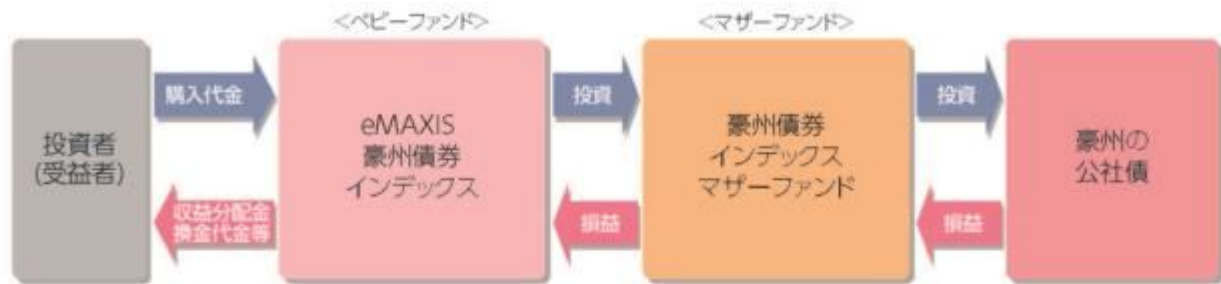 <ベビーファンド>
<マザーファンド>
投資者
(受益者)
購入代金
収益分配金
換金代金等
eMAXIS
豪州債券
インデックス
投資
損益
豪州債券
インデックス
マザーファンド
投資
損益
豪州の
公社債